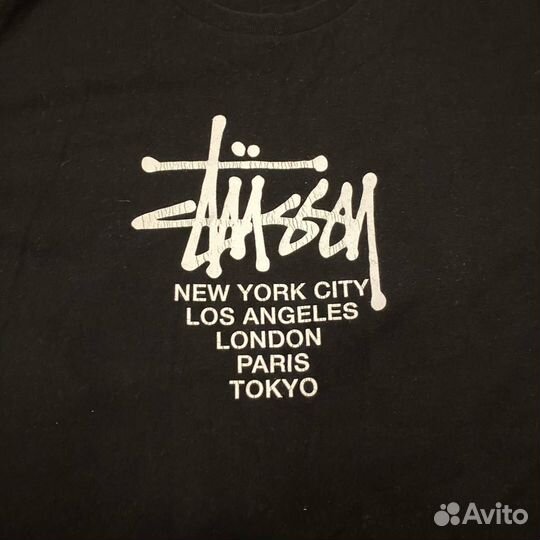 Stüssy
NEW YORK CITY
LOS ANGELES
LONDON
PARIS
TOKYO
Avito